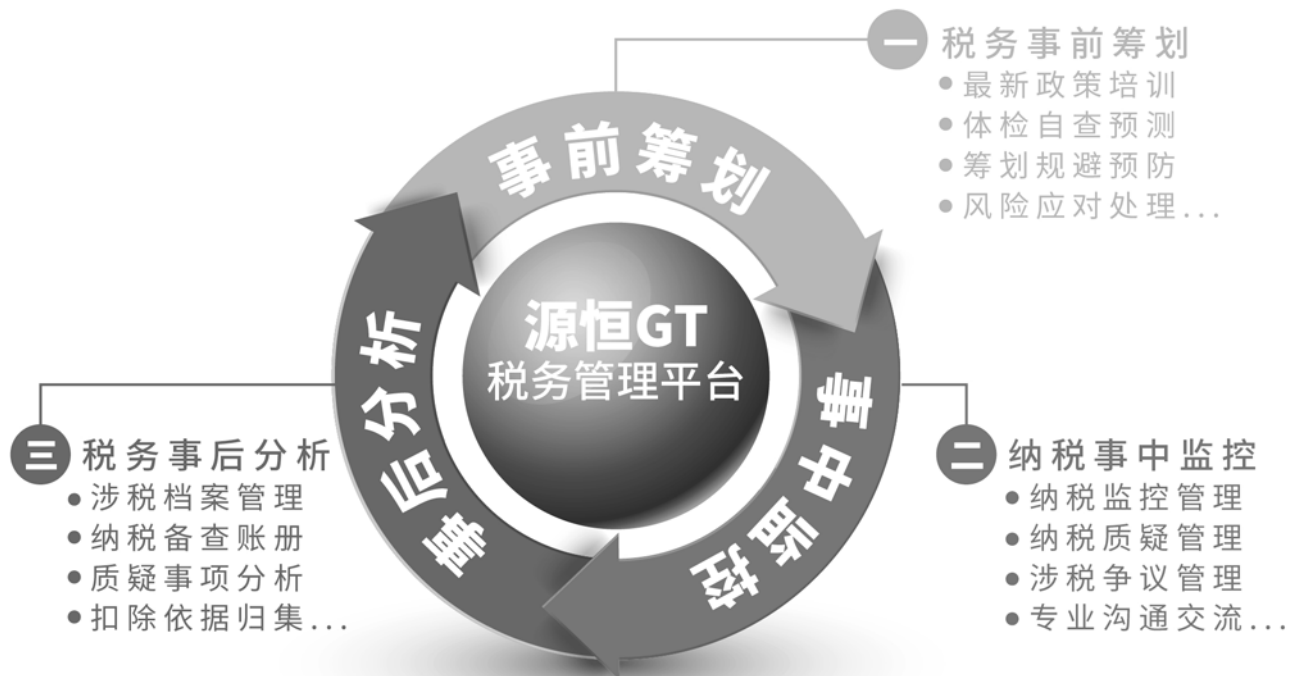 一 税务事前筹划
● 最新政策培训
● 体检自查预测
● 筹划规避预防
● 风险应对处理...
事前筹划
源恒GT
税务管理平台
事中监控
事后分析
二 纳税事中监控
● 纳税监控管理
● 纳税质疑管理
● 涉税争议管理
● 专业沟通交流...
三 税务事后分析
● 涉税档案管理
● 纳税备查账册
● 质疑事项分析
● 扣除依据归集...